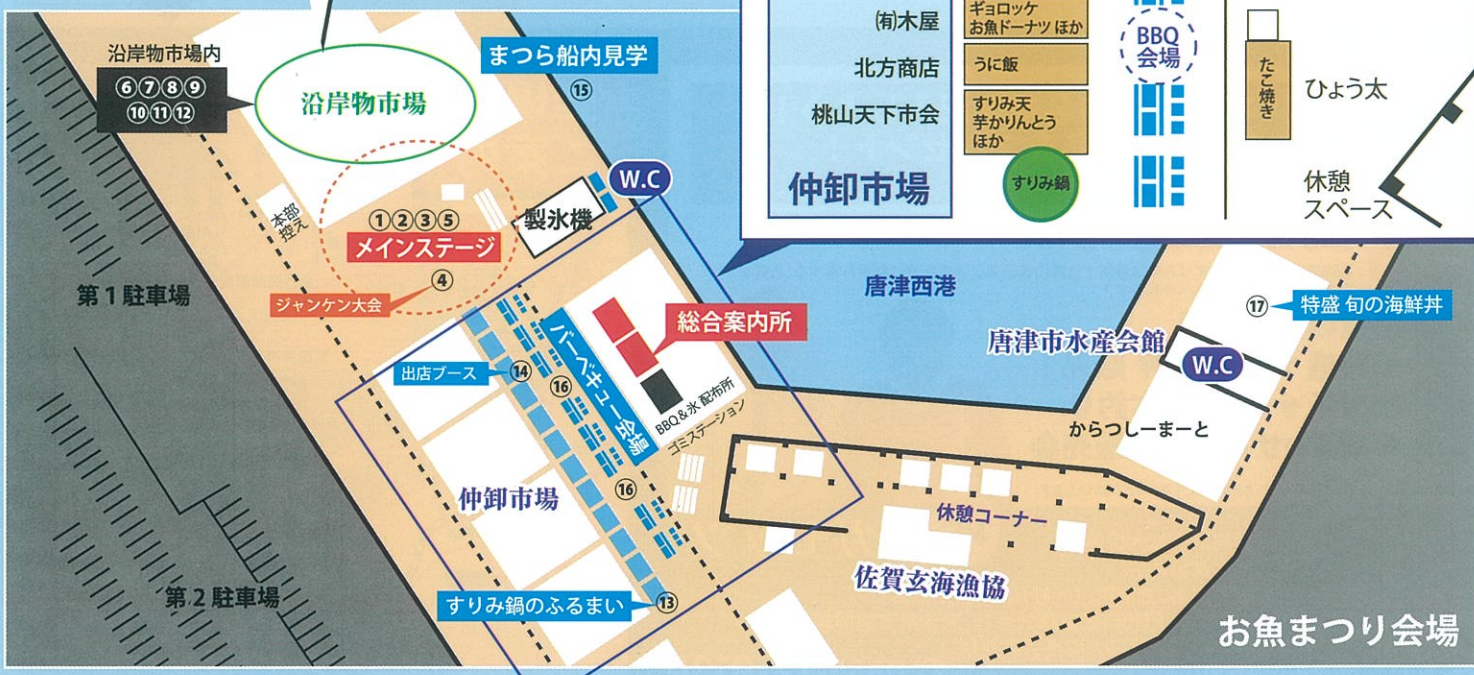 沿岸物市場内
⑥⑦⑧⑨
⑩⑪⑫
沿岸物市場
まつら船内見学
⑮
W.C
本部
控え
①②③⑤
メインステージ
④
ジャンケン大会
製氷機
第1駐車場
第2駐車場
出店ブース
⑭
⑯
バーベキュー会場
総合案内所
BBQ&氷 配布所
ゴミステーション
仲卸市場
⑯
すりみ鍋のふるまい
⑬
㈲木屋
ギョロッケ
お魚ドーナツ ほか
北方商店
うに飯
桃山天下市会
すりみ天
芋かりんとう
ほか
仲卸市場
すりみ鍋
BBQ
会場
たこ焼き
ひょう太
休憩
スペース
唐津西港
⑰
特盛 旬の海鮮丼
唐津市水産会館
W.C
からつしーまーと
休憩コーナー
佐賀玄海漁協
お魚まつり会場